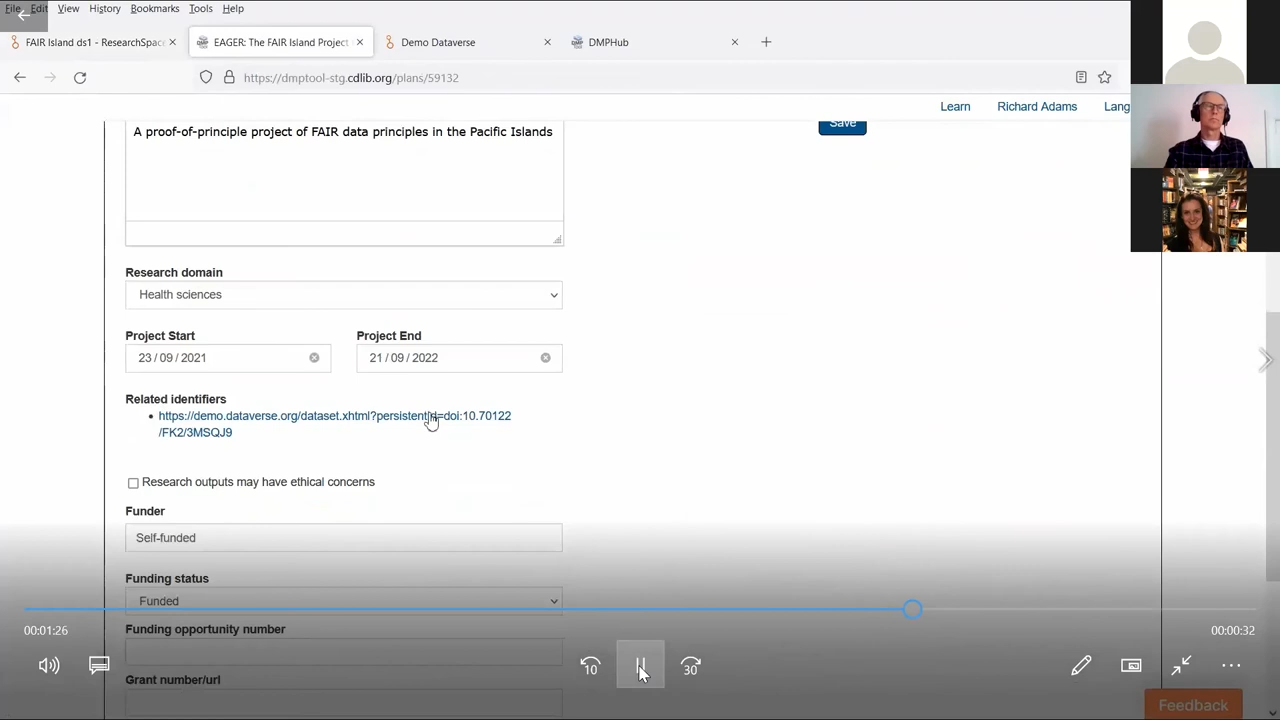 File Edit View History Bookmarks Tools Help
FAIR Island ds1 - ResearchSpace
EAGER: The FAIR Island Project
Demo Dataverse
DMPHub
https://dmptool-stg.cdlib.org/plans/59132
Learn Richard Adams Lang
A proof-of-principle project of FAIR data principles in the Pacific Islands
Save
Research domain
Health sciences
Project Start Project End
23 / 09 / 2021 21 / 09 / 2022
Related identifiers
https://demo.dataverse.org/dataset.xhtml?persistentId=doi:10.70122
/FK2/3MSQJ9
Research outputs may have ethical concerns
Funder
Self-funded
Funding status
Funded
00:01:26 00:00:32
Funding opportunity number
10 30
Grant number/url
Feedback